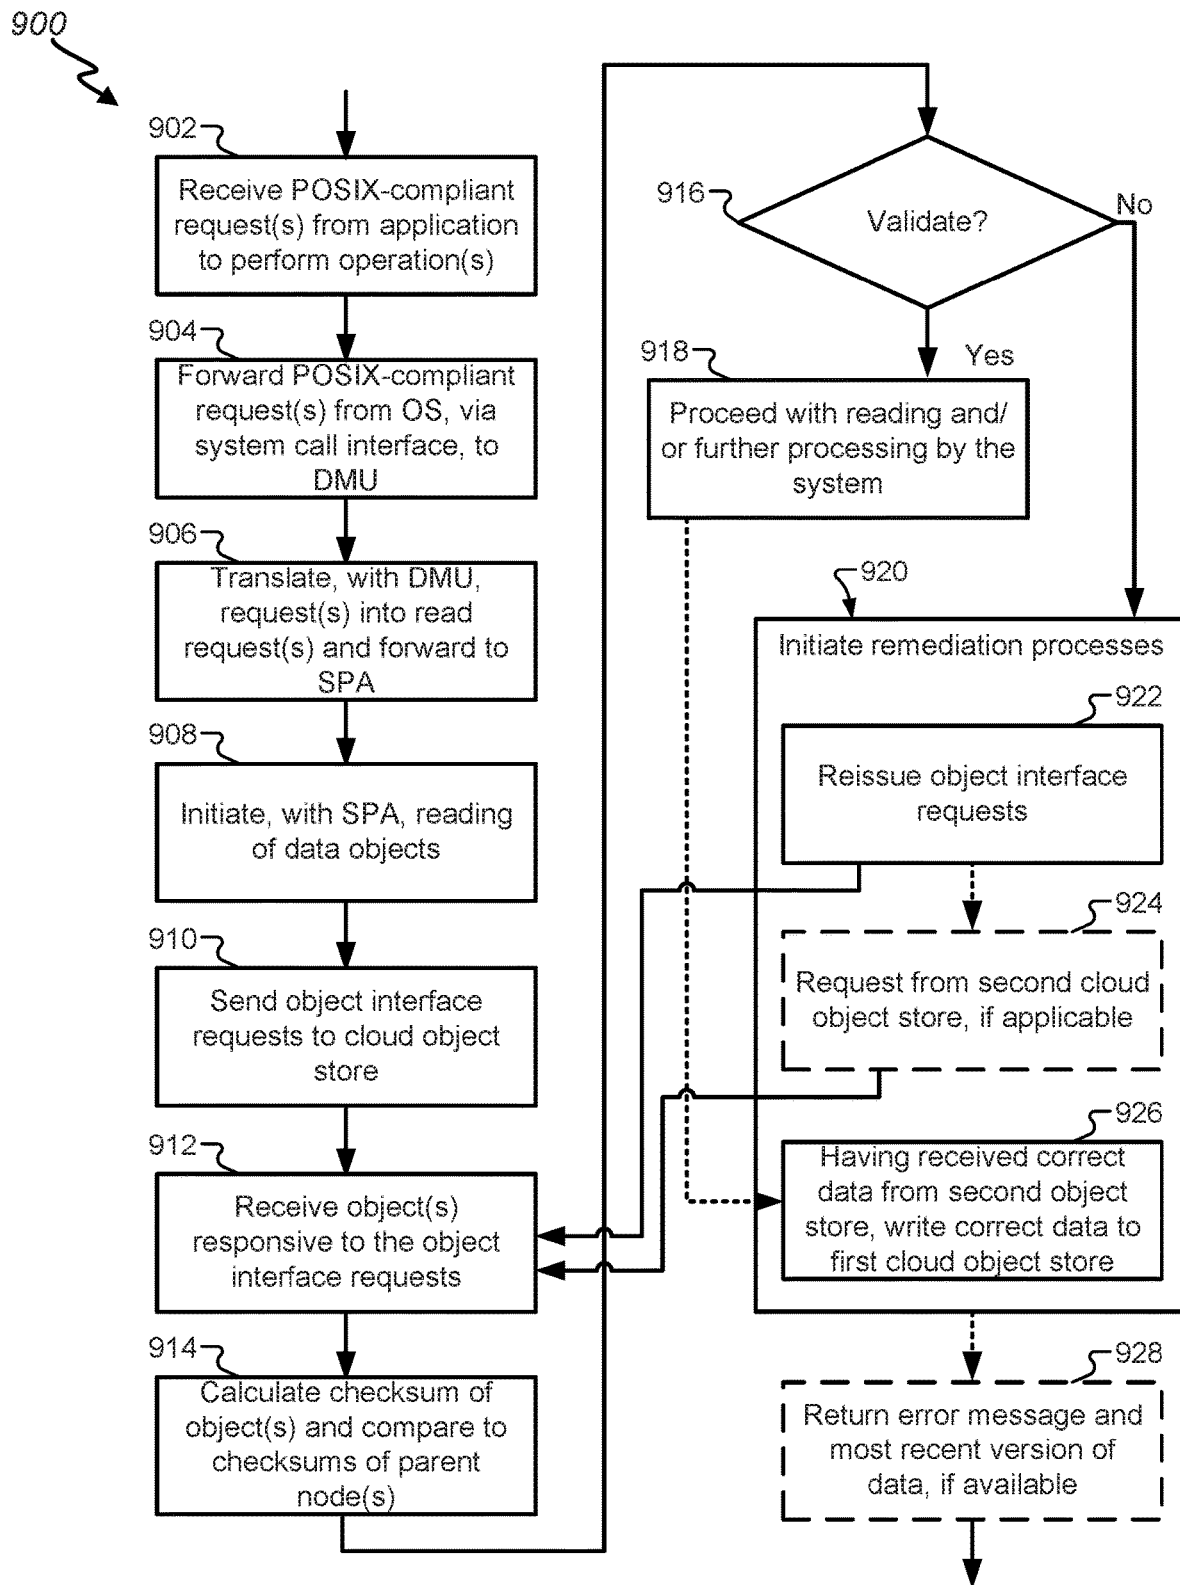 900
902
Receive POSIX-compliant
request(s) from application
to perform operation(s)
904
Forward POSIX-compliant
request(s) from OS, via
system call interface, to
DMU
906
Translate, with DMU,
request(s) into read
request(s) and forward to
SPA
908
Initiate, with SPA, reading
of data objects
910
Send object interface
requests to cloud object
store
912
Receive object(s)
responsive to the object
interface requests
914
Calculate checksum of
object(s) and compare to
checksums of parent
node(s)
916
Validate?
No
Yes
918
Proceed with reading and/
or further processing by the
system
920
Initiate remediation processes
922
Reissue object interface
requests
924
Request from second cloud
object store, if applicable
926
Having received correct
data from second object
store, write correct data to
first cloud object store
928
Return error message and
most recent version of
data, if available